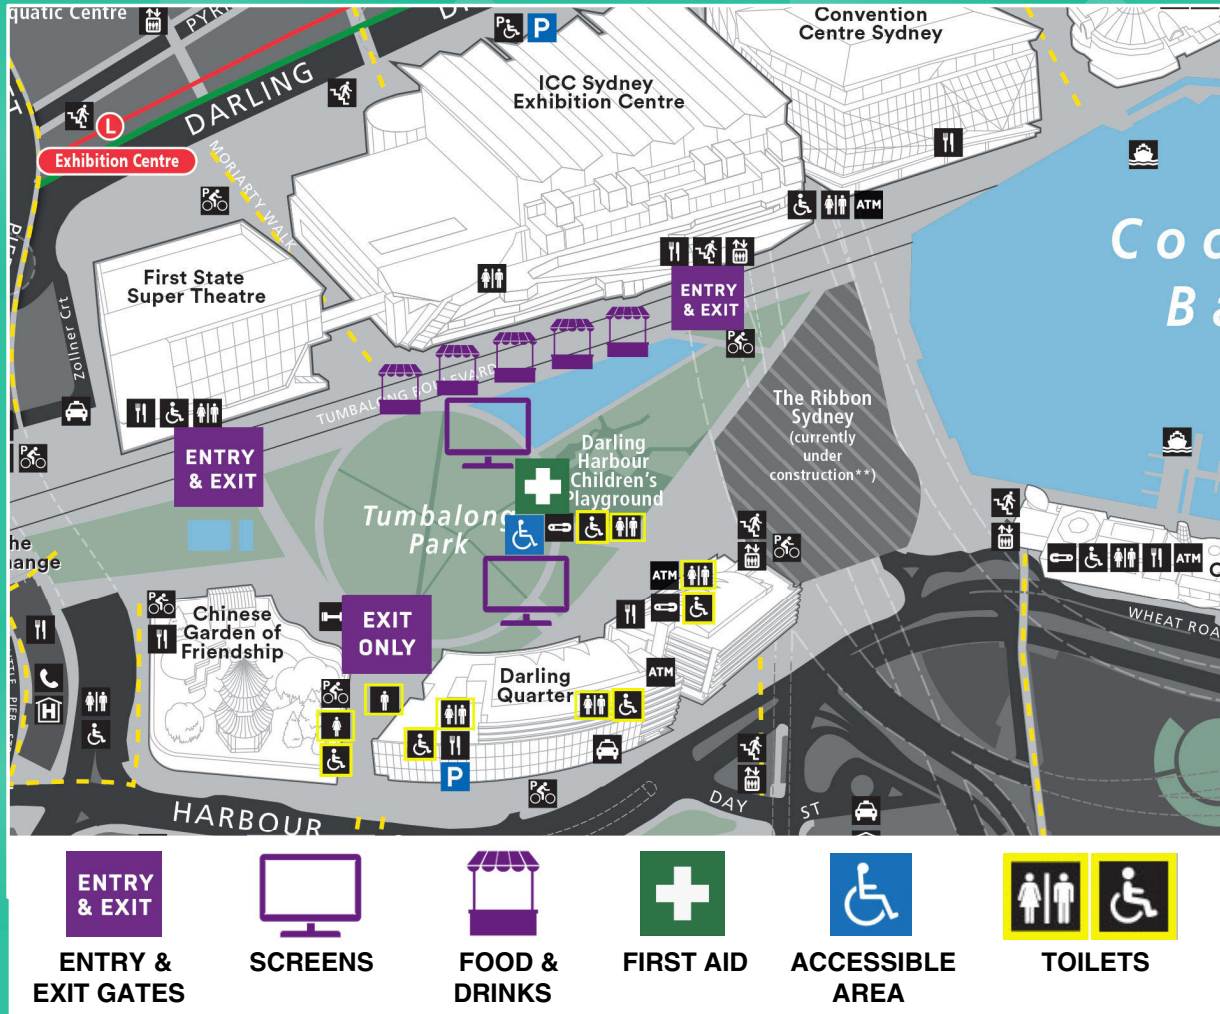 quatic Centre
PYR
DARLING
Convention
Centre Sydney
P
ICC Sydney
Exhibition Centre
L
Exhibition Centre
MORIARTY WALK
P
ATM
Coo
Ba
First State
Super Theatre
Zollner Crt
ENTRY
& EXIT
P
TUMBALONG BOULEVARD
The Ribbon
Sydney
(currently
under
construction**)
ENTRY
& EXIT
P
Darling
Harbour
Children's
Playground
Tumbalong
Park
he
ange
P
P
ATM
ATM
Chinese
Garden of
Friendship
EXIT
ONLY
WHEAT ROA
Darling
Quarter
ATM
H
P
P
P
HARBOUR
DAY
ST
ENTRY
& EXIT
ENTRY &
EXIT GATES
SCREENS
FOOD &
DRINKS
FIRST AID
ACCESSIBLE
AREA
TOILETS